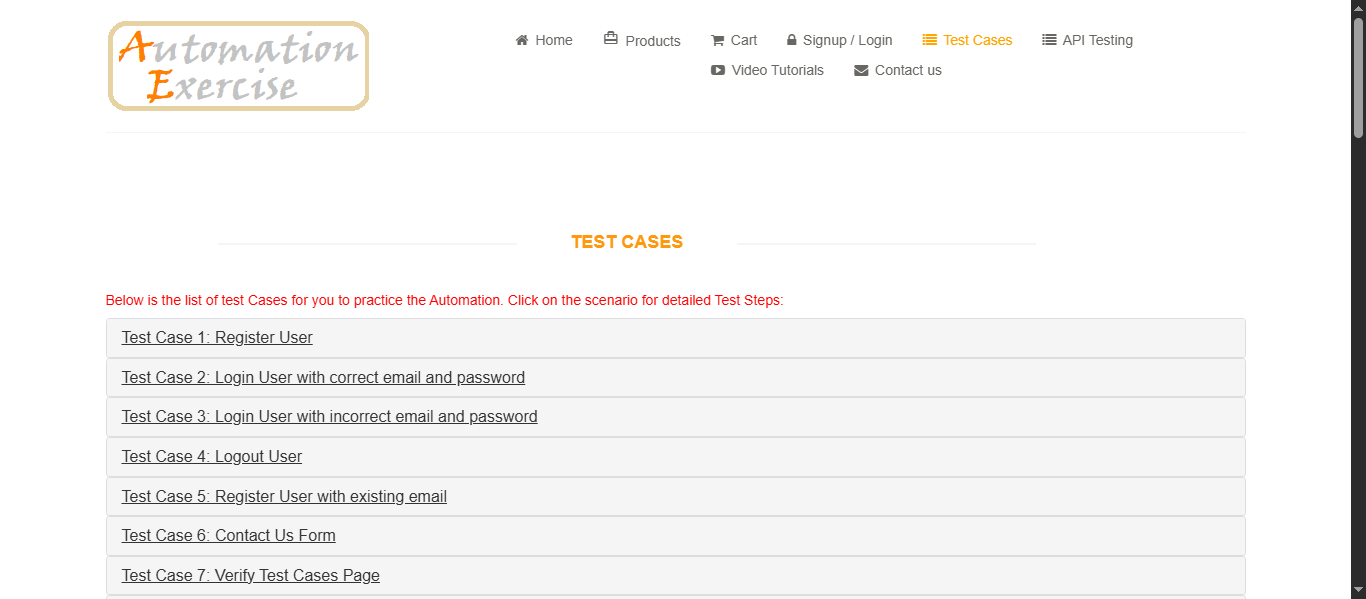 Automation
Exercise
Home Products Cart Signup / Login Test Cases API Testing
Video Tutorials Contact us
TEST CASES
Below is the list of test Cases for you to practice the Automation. Click on the scenario for detailed Test Steps:
Test Case 1: Register User
Test Case 2: Login User with correct email and password
Test Case 3: Login User with incorrect email and password
Test Case 4: Logout User
Test Case 5: Register User with existing email
Test Case 6: Contact Us Form
Test Case 7: Verify Test Cases Page